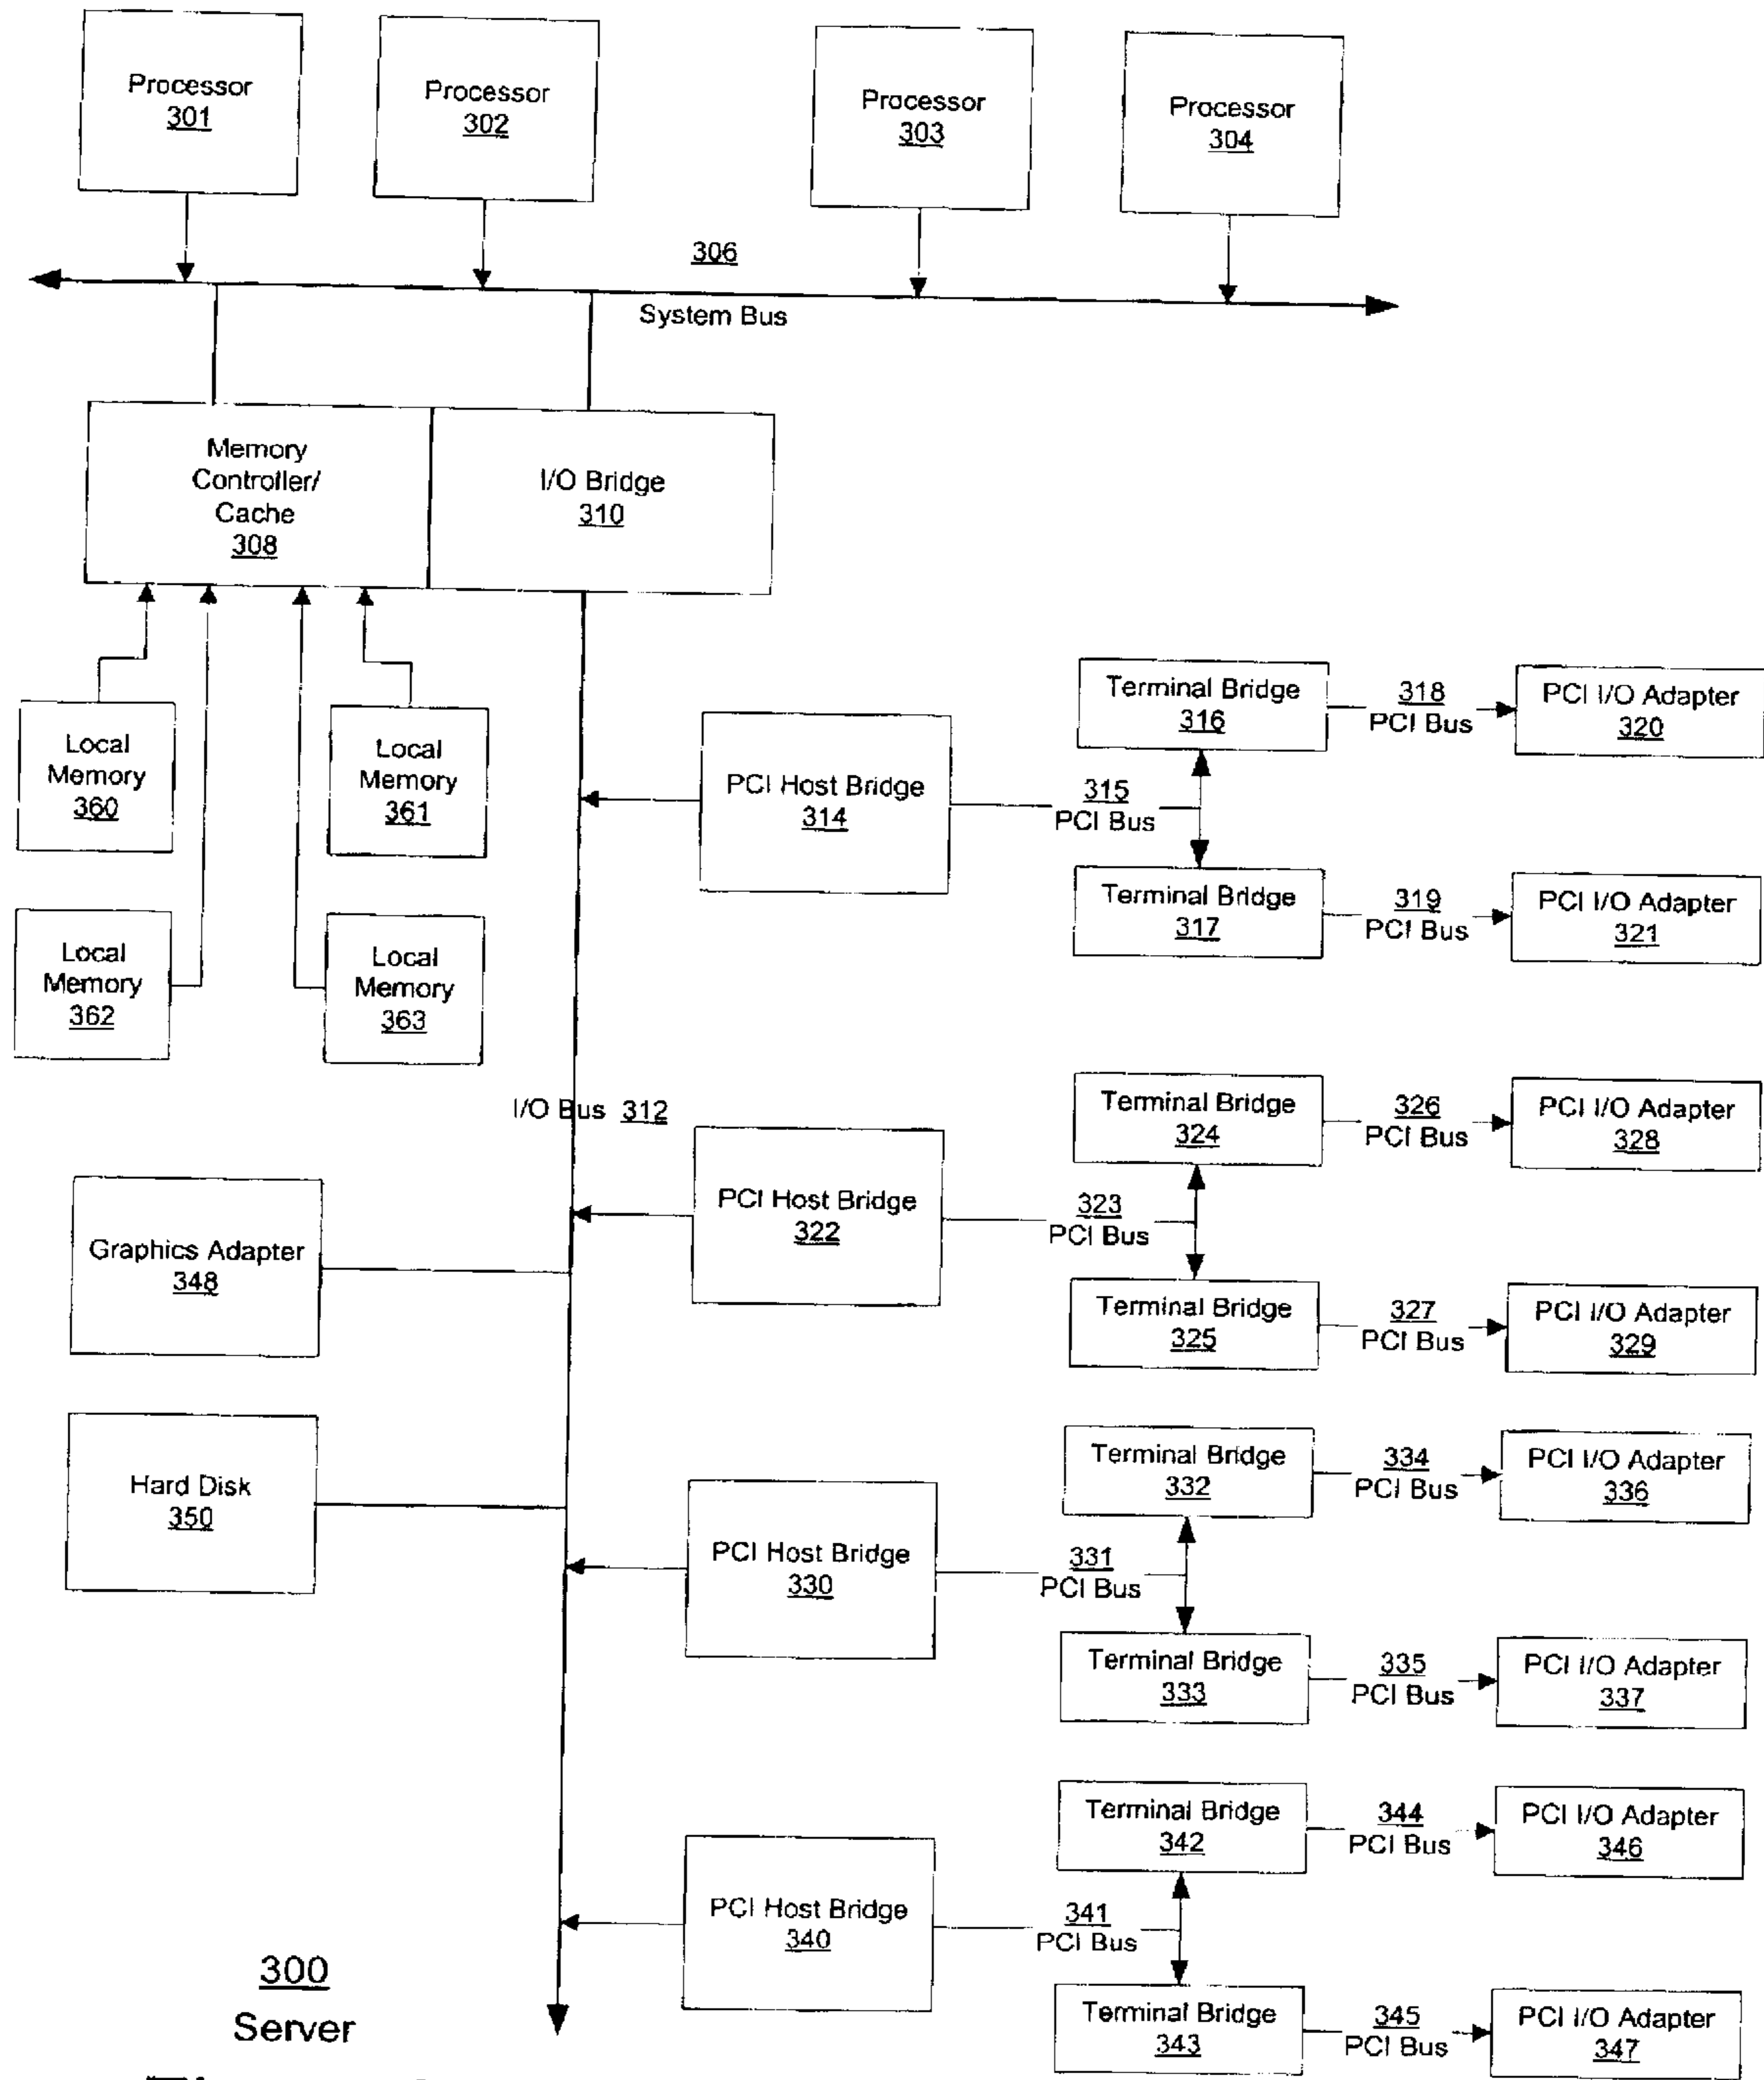 Processor
301
Processor
302
Processor
303
Processor
304
306
System Bus
Memory
Controller/
Cache
308
I/O Bridge
310
Local
Memory
360
Local
Memory
361
Local
Memory
362
Local
Memory
363
I/O Bus 312
Graphics Adapter
348
Hard Disk
350
PCI Host Bridge
314
315
PCI Bus
Terminal Bridge
316
318
PCI Bus
PCI I/O Adapter
320
Terminal Bridge
317
319
PCI Bus
PCI I/O Adapter
321
PCI Host Bridge
322
323
PCI Bus
Terminal Bridge
324
326
PCI Bus
PCI I/O Adapter
328
Terminal Bridge
325
327
PCI Bus
PCI I/O Adapter
329
PCI Host Bridge
330
331
PCI Bus
Terminal Bridge
332
334
PCI Bus
PCI I/O Adapter
336
Terminal Bridge
333
335
PCI Bus
PCI I/O Adapter
337
PCI Host Bridge
340
341
PCI Bus
Terminal Bridge
342
344
PCI Bus
PCI I/O Adapter
346
Terminal Bridge
343
345
PCI Bus
PCI I/O Adapter
347
300
Server